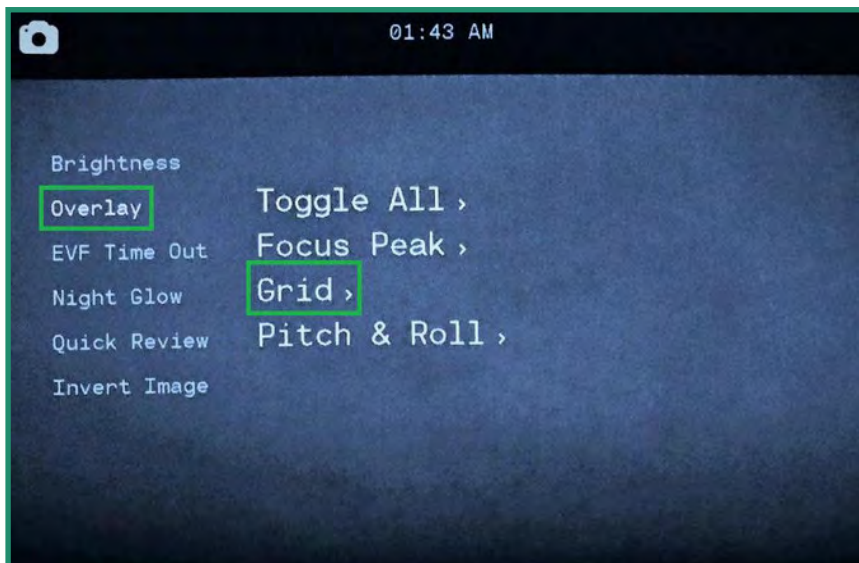 01:43 AM
Brightness
Overlay
EVF Time Out
Night Glow
Quick Review
Invert Image
Toggle All ›
Focus Peak ›
Grid ›
Pitch & Roll ›